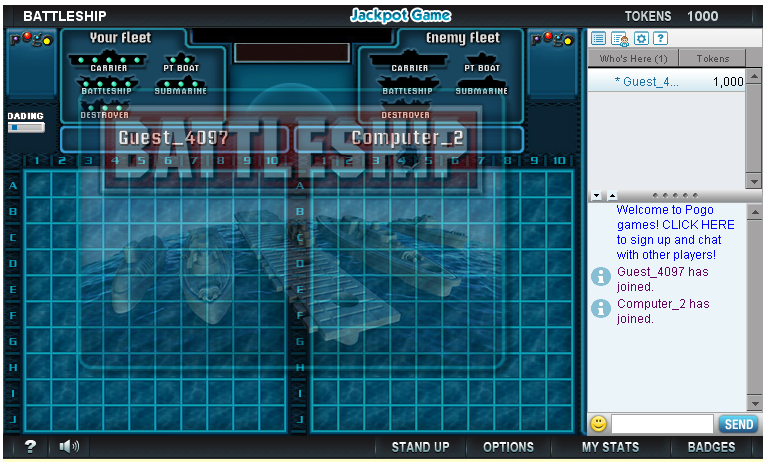 BATTLESHIP
Jackpot Game
TOKENS 1000
pogo
Your Fleet
Enemy Fleet
pogo
CARRIER
PT BOAT
BATTLESHIP
SUBMARINE
DESTROYER
CARRIER
PT BOAT
BATTLESHIP
SUBMARINE
DESTROYER
OADING
Guest_4097
Computer_2
BATTLESHIP
1 2 3 4 5 6 7 8 9 10
1 2 3 4 5 6 7 8 9 10
A
B
C
D
E
F
G
H
I
J
A
B
C
D
E
F
G
H
I
J
Who's Here (1)
Tokens
* Guest_4...
1,000
Welcome to Pogo
games! CLICK HERE
to sign up and chat
with other players!
Guest_4097 has
joined.
Computer_2 has
joined.
SEND
?
STAND UP
OPTIONS
MY STATS
BADGES